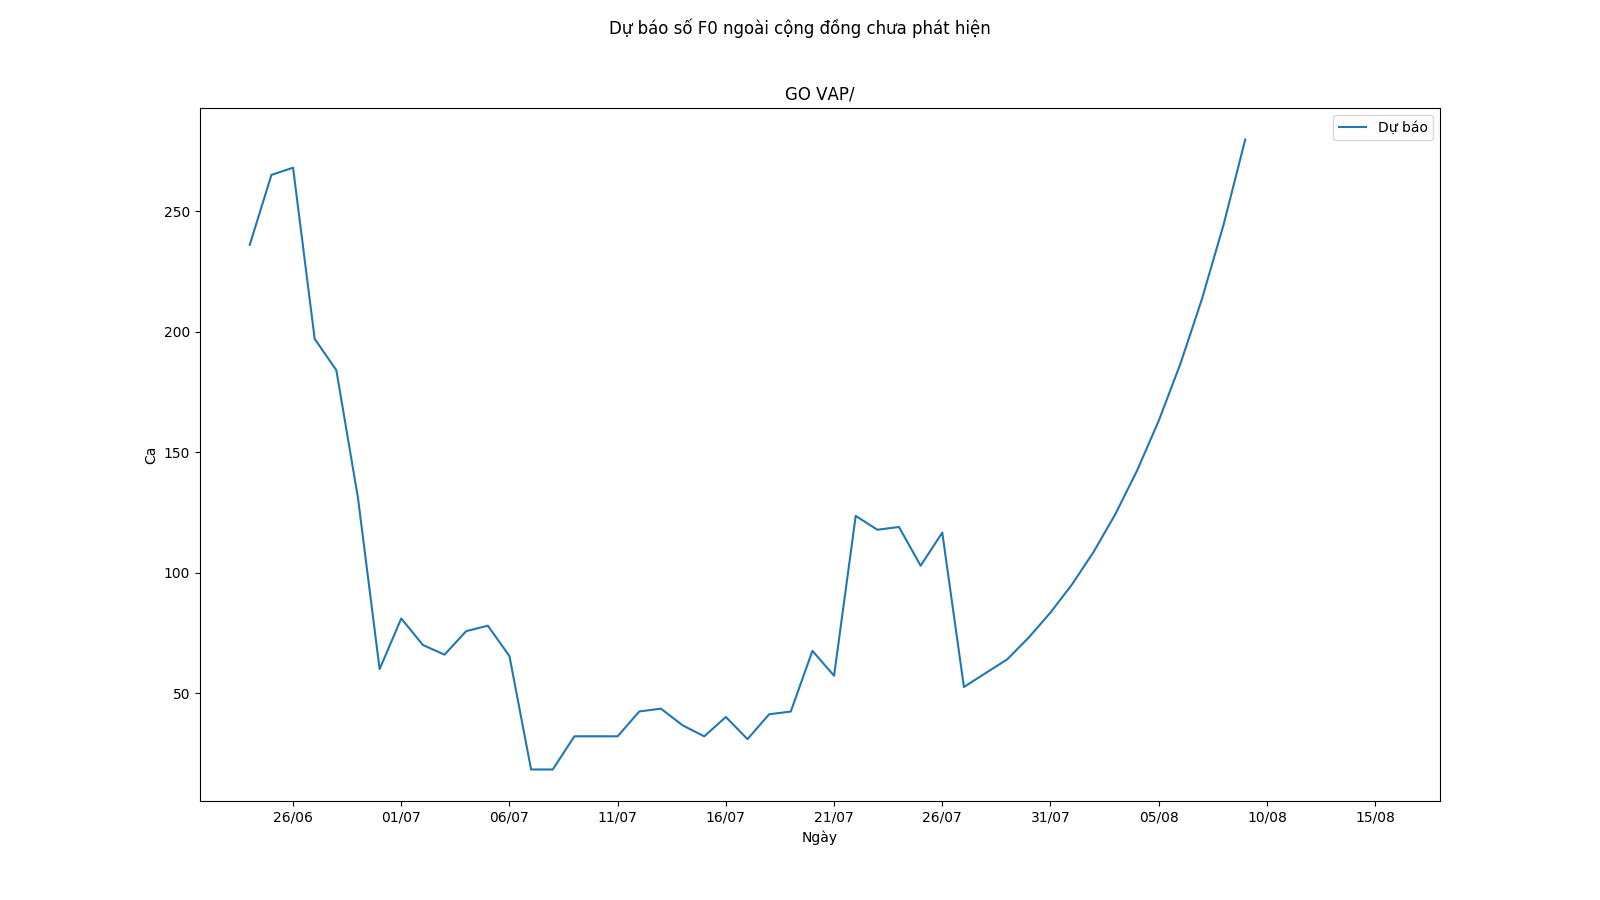 Dự báo số F0 ngoài cộng đồng chưa phát hiện
GO VAP/
Dự báo
250
200
150
100
50
Ca
26/06 01/07 06/07 11/07 16/07 21/07 26/07 31/07 05/08 10/08 15/08
Ngày